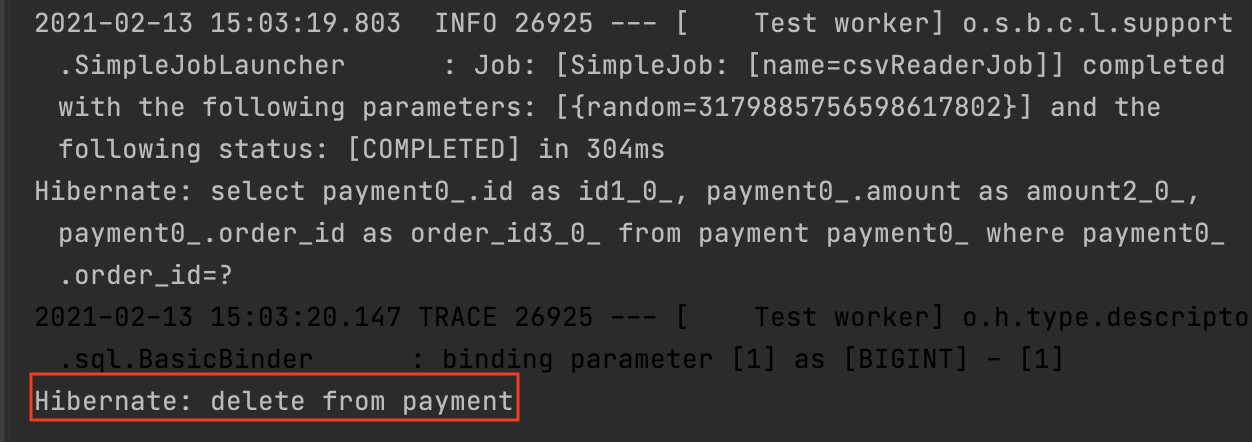 2021-02-13 15:03:19.803  INFO 26925 --- [    Test worker] o.s.b.c.l.support
.SimpleJobLauncher      : Job: [SimpleJob: [name=csvReaderJob]] completed
with the following parameters: [{random=3179885756598617802}] and the
following status: [COMPLETED] in 304ms
Hibernate: select payment0_.id as id1_0_, payment0_.amount as amount2_0_,
payment0_.order_id as order_id3_0_ from payment payment0_ where payment0_
.order_id=?
2021-02-13 15:03:20.147 TRACE 26925 --- [    Test worker] o.h.type.descripto
.sql.BasicBinder      : binding parameter [1] as [BIGINT] - [1]
Hibernate: delete from payment